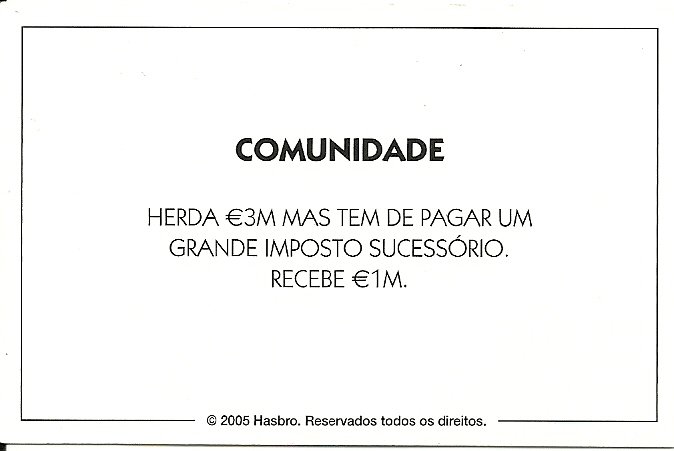 COMUNIDADE
HERDA €3M MAS TEM DE PAGAR UM
GRANDE IMPOSTO SUCESSÓRIO.
RECEBE €1M.
© 2005 Hasbro. Reservados todos os direitos.